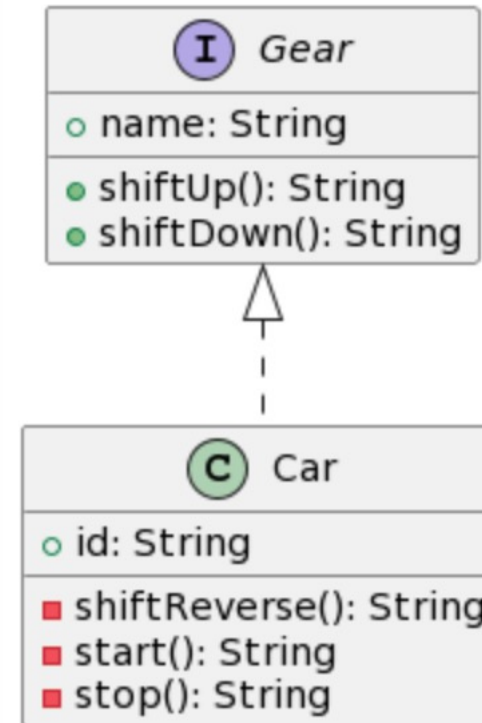 I Gear
name: String
shiftUp(): String
shiftDown(): String
C Car
id: String
shiftReverse(): String
start(): String
stop(): String